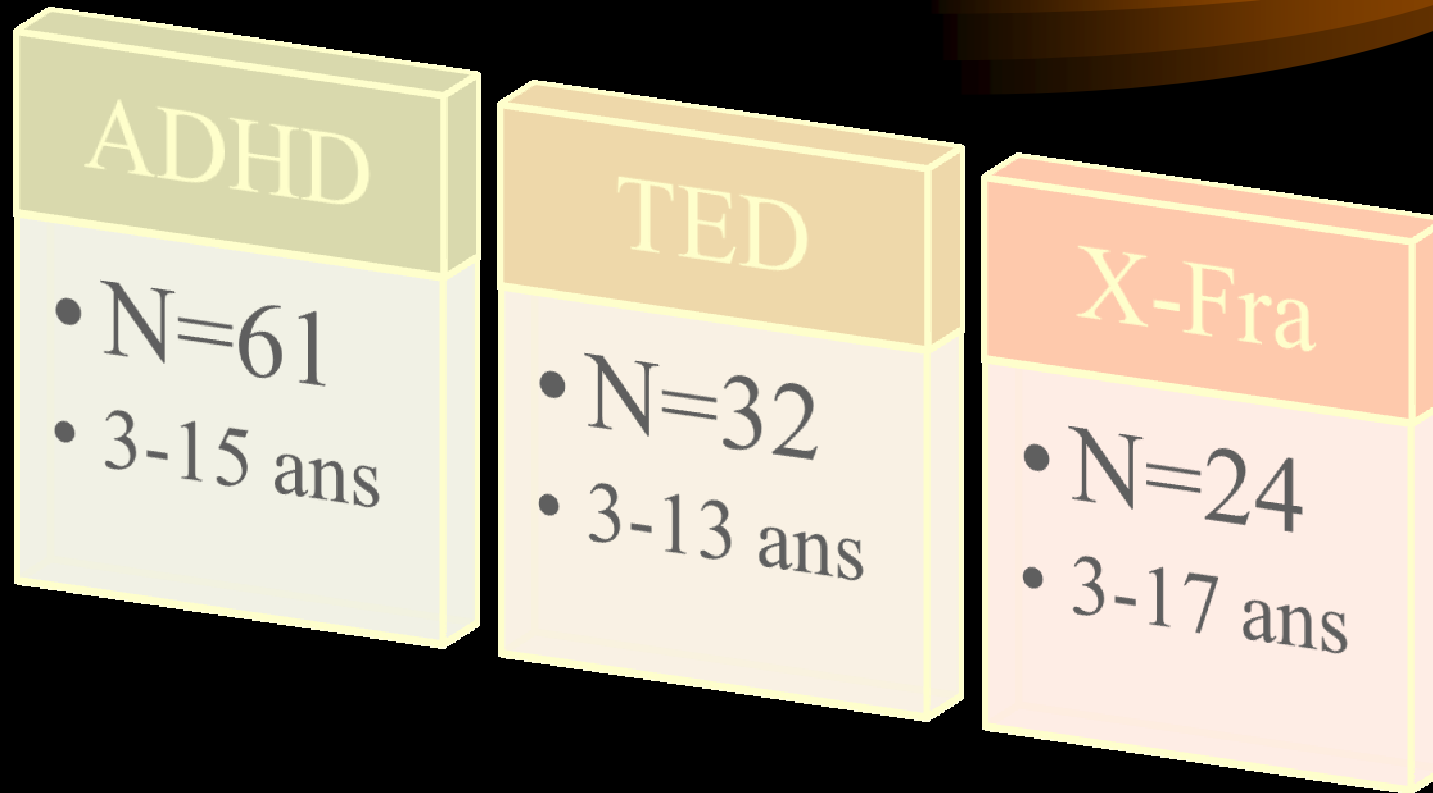 ADHD
• N=61
• 3-15 ans
TED
• N=32
• 3-13 ans
X-Fra
• N=24
• 3-17 ans